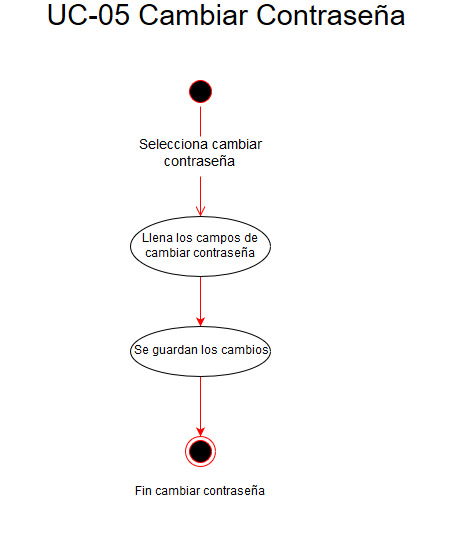 UC-05 Cambiar Contraseña
Selecciona cambiar
contraseña
Llena los campos de
cambiar contraseña
Se guardan los cambios
Fin cambiar contraseña